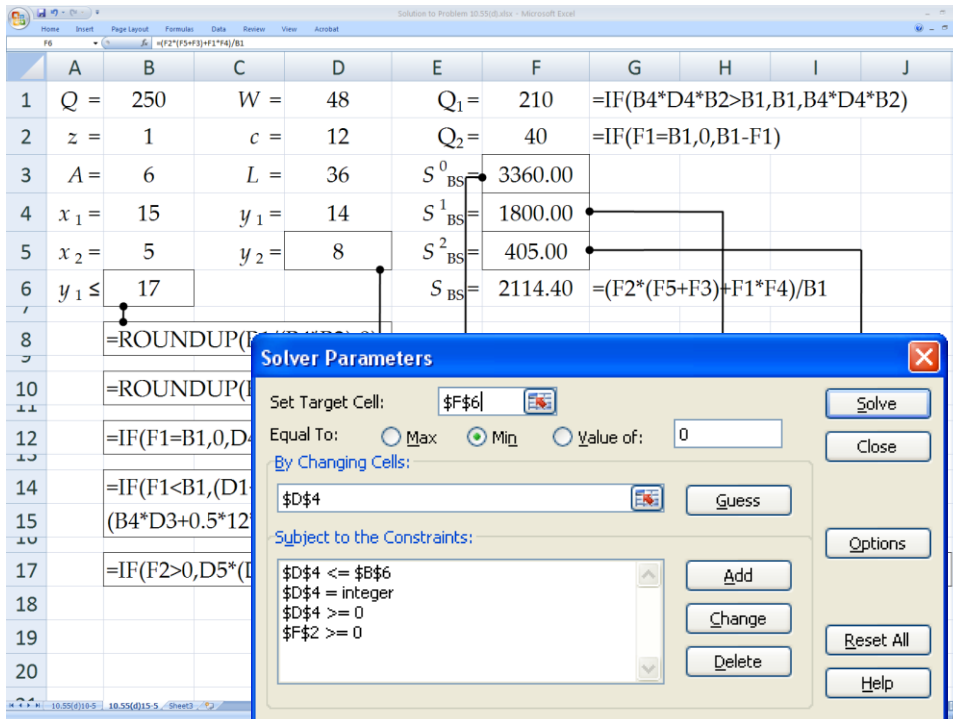 Solution to Problem 10.55(d).xlsx - Microsoft Excel
Home Insert Page Layout Formulas Data Review View Acrobat
F6 fx =(F2*(F5+F3)+F1*F4)/B1
A B C D E F G H I J
1 Q = 250 W = 48 Q1= 210 =IF(B4*D4*B2>B1,B1,B4*D4*B2)
2 z = 1 c = 12 Q2= 40 =IF(F1=B1,0,B1-F1)
3 A = 6 L = 36 S0BS= 3360.00
4 x1 = 15 y1 = 14 S1BS= 1800.00
5 x2 = 5 y2 = 8 S2BS= 405.00
6 y1 ≤ 17 SBS= 2114.40 =(F2*(F5+F3)+F1*F4)/B1
7
8 =ROUNDUP(
9
10 =ROUNDUP(
11
12 =IF(F1=B1,0,D4
13
14 =IF(F1<B1,(D1
15 (B4*D3+0.5*12
16
17 =IF(F2>0,D5*(
18
19
20
Solver Parameters
Set Target Cell: $F$6 Solve
Equal To: Max Min Value of: 0 Close
By Changing Cells:
$D$4 Guess
Subject to the Constraints: Options
$D$4 <= $B$6 Add
$D$4 = integer
$D$4 >= 0 Change
$F$2 >= 0 Reset All
Delete
Help
10.55(d)10-5 10.55(d)15-5 Sheet3